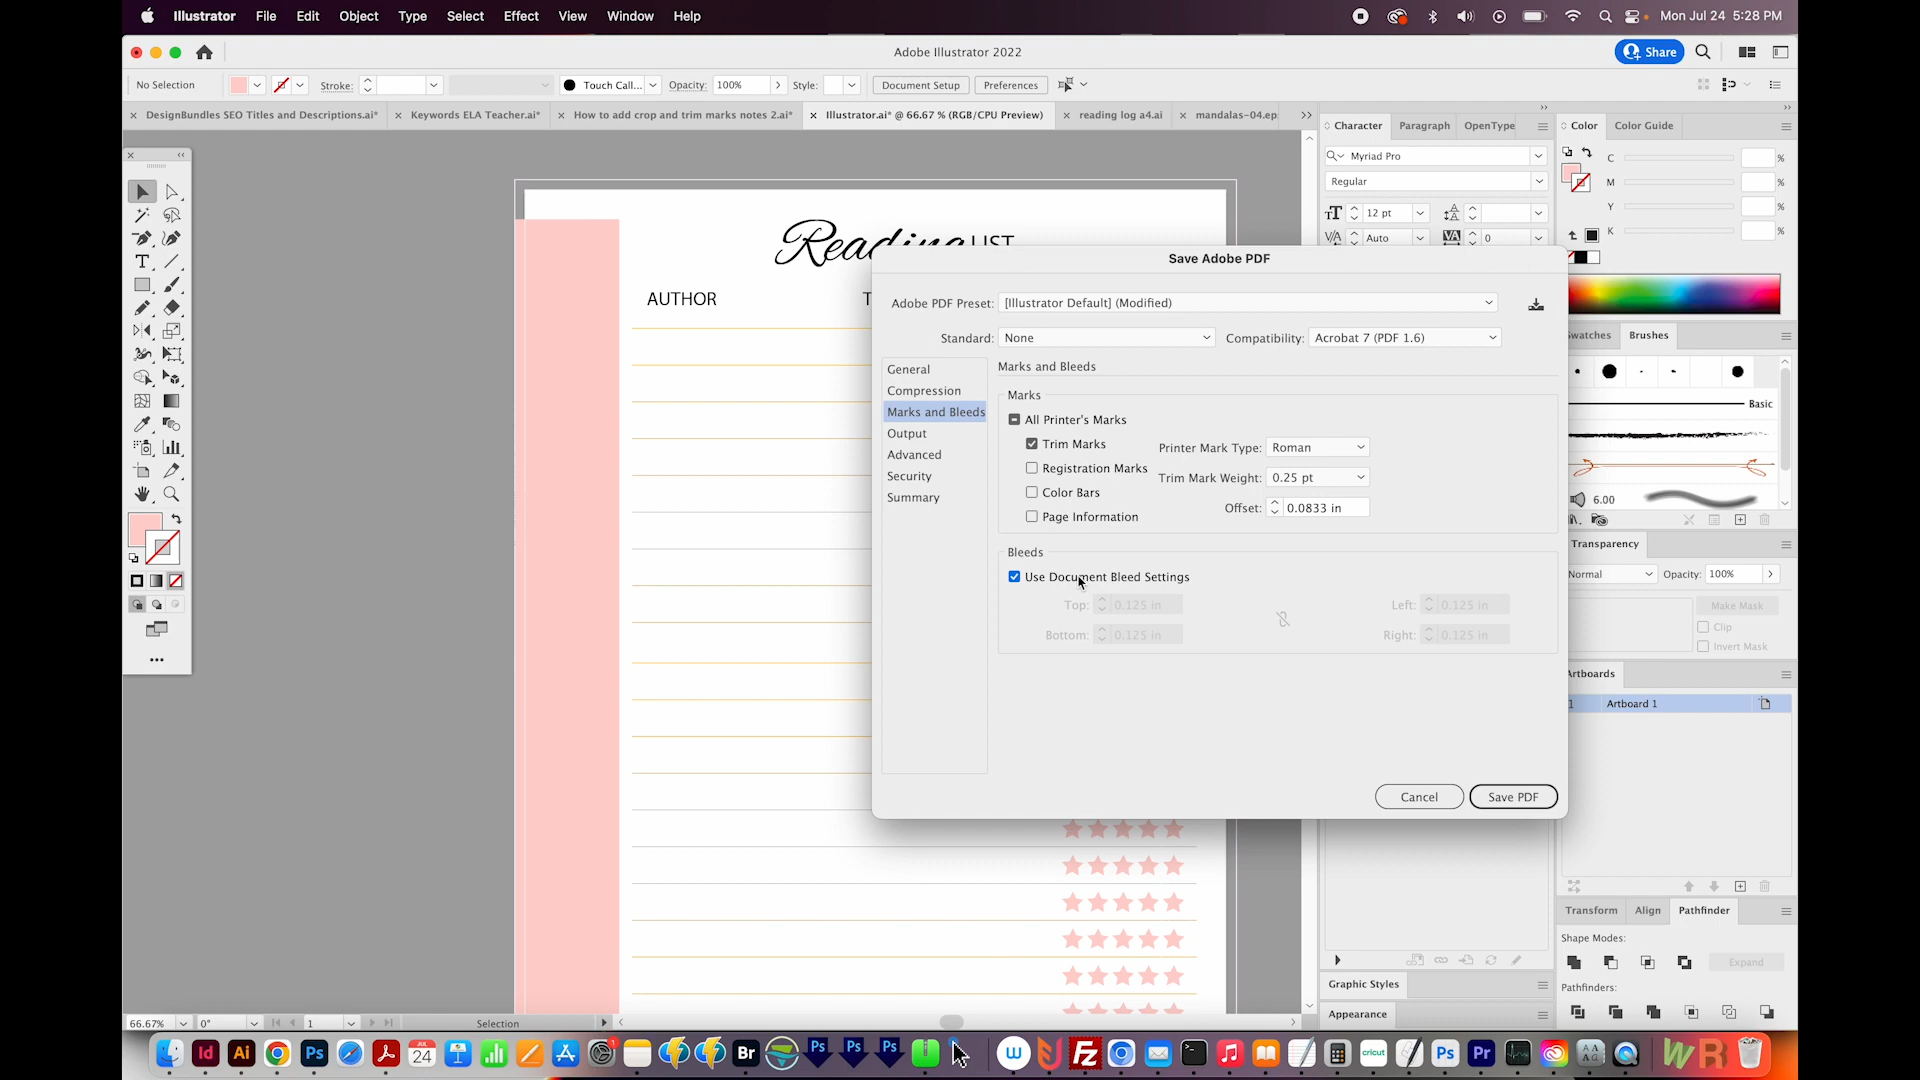 Illustrator File Edit Object Type Select Effect View Window Help Mon Jul 24 5:28 PM
Adobe Illustrator 2022 Share
No Selection Stroke: Touch Call... Opacity: 100% Style: Document Setup Preferences
DesignBundles SEO Titles and Descriptions.ai* Keywords ELA Teacher.ai* How to add crop and trim marks notes 2.ai* Illustrator.ai* @ 66.67 % (RGB/CPU Preview) reading log a4.ai mandalas-04.ep
Character Paragraph OpenType Color Color Guide
Myriad Pro
Regular
12 pt
Auto 0
C %
M %
Y %
K %
AUTHOR
Save Adobe PDF
Adobe PDF Preset: [Illustrator Default] (Modified)
Standard: None Compatibility: Acrobat 7 (PDF 1.6)
General
Compression
Marks and Bleeds
Output
Advanced
Security
Summary
Marks and Bleeds
Marks
All Printer's Marks
Trim Marks Printer Mark Type: Roman
Registration Marks Trim Mark Weight: 0.25 pt
Color Bars Offset: 0.0833 in
Page Information
Bleeds
Use Document Bleed Settings
Top: 0.125 in Left: 0.125 in
Bottom: 0.125 in Right: 0.125 in
Cancel Save PDF
watches Brushes
Basic
6.00
Transparency
Normal Opacity: 100%
Make Mask
Clip
Invert Mask
Artboards
1 Artboard 1
Transform Align Pathfinder
Shape Modes:
Expand
Pathfinders:
Graphic Styles
Appearance
66.67% 0° 1 Selection